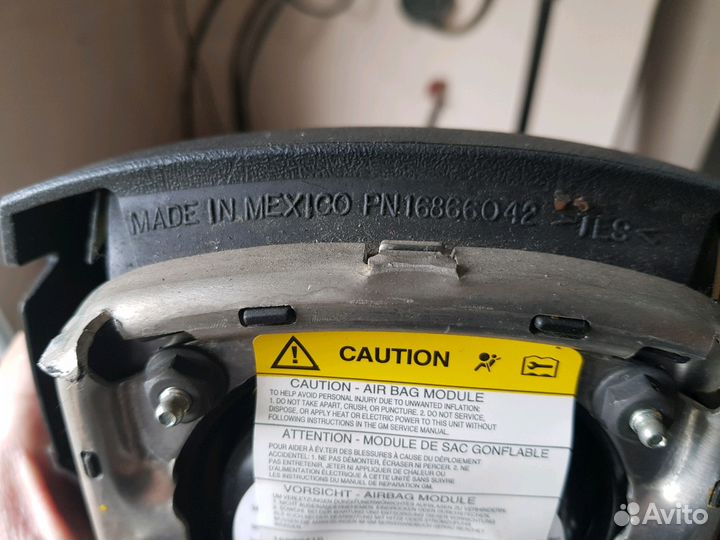 MADE IN MEXICO PN16866042
CAUTION
CAUTION - AIR BAG MODULE
TO HELP AVOID PERSONAL INJURY DUE TO UNWANTED INFLATION:
1. DO NOT TAKE APART, CRUSH, OR PUNCTURE. 2. DO NOT SERVICE,
DISPOSE, OR APPLY HEAT OR ELECTRIC POWER TO THIS UNIT WITHOUT
FOLLOWING INSTRUCTIONS IN THE GM SERVICE MANUAL.
ATTENTION - MODULE DE SAC GONFLABLE
POUR AIDER À ÉVITER DES BLESSURES À CAUSE DU DÉPLOIEMENT
ACCIDENTEL: 1. NE PAS DÉMONTER, ÉCRASER NI PERCER. 2. NE
PAS ENTRETENIR, JETER NI APPLIQUER DE CHALEUR OU
D'ALIMENTATION ÉLECTRIQUE À CETTE UNITÉ SANS SUIVRE
LES INSTRUCTIONS DU MANUEL DE RÉPARATION GM.
VORSICHT - AIRBAG MODULE
Avito